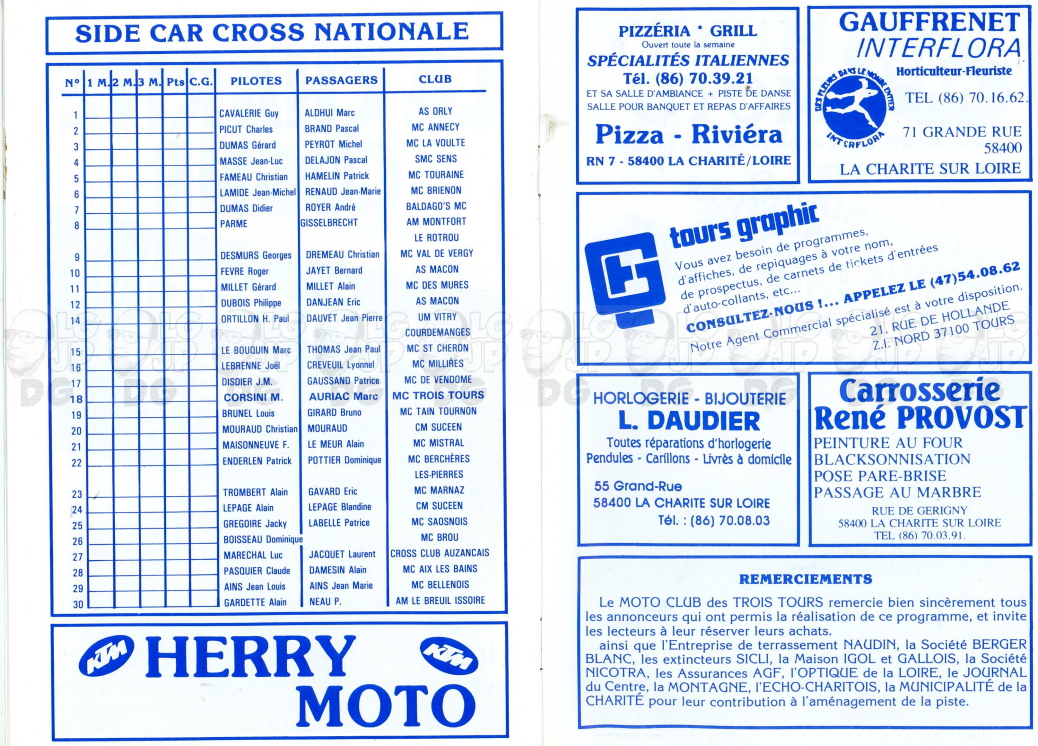 SIDE CAR CROSS NATIONALE
N° 1 M. 2 M. 3 M. Pts C.G. PILOTES PASSAGERS CLUB
1 CAVALERIE Guy ALDHUI Marc AS ORLY
2 PICUT Charles BRAND Pascal MC ANNECY
3 DUMAS Gérard PEYROT Michel MC LA VOULTE
4 MASSE Jean-Luc DELAJON Pascal SMC SENS
5 FAMEAU Christian HAMELIN Patrick MC TOURAINE
6 LAMIDE Jean-Michel RENAUD Jean-Marie MC BRIENON
7 DUMAS Didier ROYER André BALDAGO'S MC
8 PARME GISSELBRECHT AM MONTFORT
LE ROTROU
9 DESMURS Georges DREMEAU Christian MC VAL DE VERGY
10 FEVRE Roger JAYET Bernard AS MACON
11 MILLET Gérard MILLET Alain MC DES MURES
12 DUBOIS Philippe DANJEAN Eric AS MACON
14 ORTILLON H. Paul DAUVET Jean Pierre UM VITRY
COURDEMANGES
15 LE BOUQUIN Marc THOMAS Jean Paul MC ST CHERON
16 LEBRENNE Joël CREVEUIL Lyonnel MC MILLIÈRES
17 DISDIER J.M. GAUSSAND Patrice MC DE VENDOME
18 CORSINI M. AURIAC Marc MC TROIS TOURS
19 BRUNEL Louis GIRARD Bruno MC TAIN TOURNON
20 MOURAUD Christian MOURAUD CM SUCEEN
21 MAISONNEUVE F. LE MEUR Alain MC MISTRAL
22 ENDERLEN Patrick POTTIER Dominique MC BERCHÈRES
LES-PIERRES
23 TROMBERT Alain GAVARD Eric MC MARNAZ
24 LEPAGE Alain LEPAGE Blandine CM SUCEEN
25 GREGOIRE Jacky LABELLE Patrice MC SAOSNOIS
26 BOISSEAU Dominique MC BROU
27 MARECHAL Luc JACQUET Laurent CROSS CLUB AUZANCAIS
28 PASQUIER Claude DAMESIN Alain MC AIX LES BAINS
29 AINS Jean Louis AINS Jean Marie MC BELLENOIS
30 GARDETTE Alain NEAU P. AM LE BREUIL ISSOIRE
KTM HERRY KTM
MOTO
PIZZÉRIA * GRILL
Ouvert toute la semaine
SPÉCIALITÉS ITALIENNES
Tél. (86) 70.39.21
ET SA SALLE D'AMBIANCE + PISTE DE DANSE
SALLE POUR BANQUET ET REPAS D'AFFAIRES
Pizza - Riviéra
RN 7 - 58400 LA CHARITÉ/LOIRE
GAUFFRENET
INTERFLORA
Horticulteur-Fleuriste
DES FLEURS DANS LE MONDE ENTIER
INTERFLORA
TEL (86) 70.16.62.
71 GRANDE RUE
58400
LA CHARITE SUR LOIRE
tours graphic
Vous avez besoin de programmes,
d'affiches, de repiquages à votre nom,
de prospectus, de carnets de tickets d'entrées
d'auto-collants, etc...
CONSULTEZ-NOUS !... APPELEZ LE (47)54.08.62
Notre Agent Commercial spécialisé est à votre disposition.
21, RUE DE HOLLANDE
Z.I. NORD 37100 TOURS
HORLOGERIE - BIJOUTERIE
L. DAUDIER
Toutes réparations d'horlogerie
Pendules - Carillons - Livrés à domicile
55 Grand-Rue
58400 LA CHARITE SUR LOIRE
Tél. : (86) 70.08.03
Carrosserie
René PROVOST
PEINTURE AU FOUR
BLACKSONNISATION
POSE PARE-BRISE
PASSAGE AU MARBRE
RUE DE GERIGNY
58400 LA CHARITE SUR LOIRE
TEL (86) 70.03.91.
REMERCIEMENTS
Le MOTO CLUB des TROIS TOURS remercie bien sincèrement tous
les annonceurs qui ont permis la réalisation de ce programme, et invite
les lecteurs à leur réserver leurs achats.
ainsi que l'Entreprise de terrassement NAUDIN, la Société BERGER
BLANC, les extincteurs SICLI, la Maison IGOL et GALLOIS, la Société
NICOTRA, les Assurances AGF, l'OPTIQUE de la LOIRE, le JOURNAL
du Centre, la MONTAGNE, l'ECHO-CHARITOIS, la MUNICIPALITÉ de la
CHARITÉ pour leur contribution à l'aménagement de la piste.